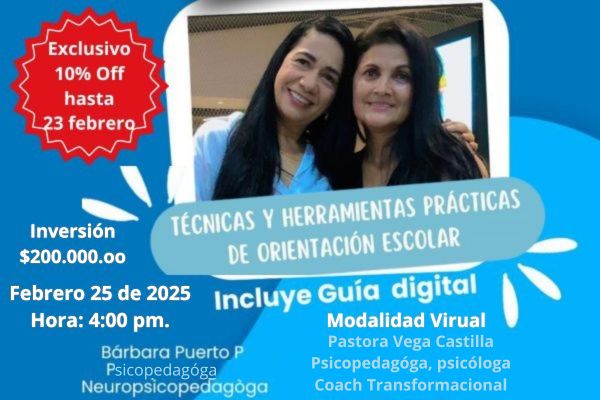 Exclusivo
10% Off
hasta
23 febrero
TÉCNICAS Y HERRAMIENTAS PRÁCTICAS
DE ORIENTACIÓN ESCOLAR
Inversión
$200.000.oo
Incluye Guía digital
Febrero 25 de 2025
Hora: 4:00 pm.
Modalidad Virual
Pastora Vega Castilla
Psicopedagóga, psicóloga
Coach Transformacional
Bárbara Puerto P
Psicopedagóga
Neuropsicopedagòga